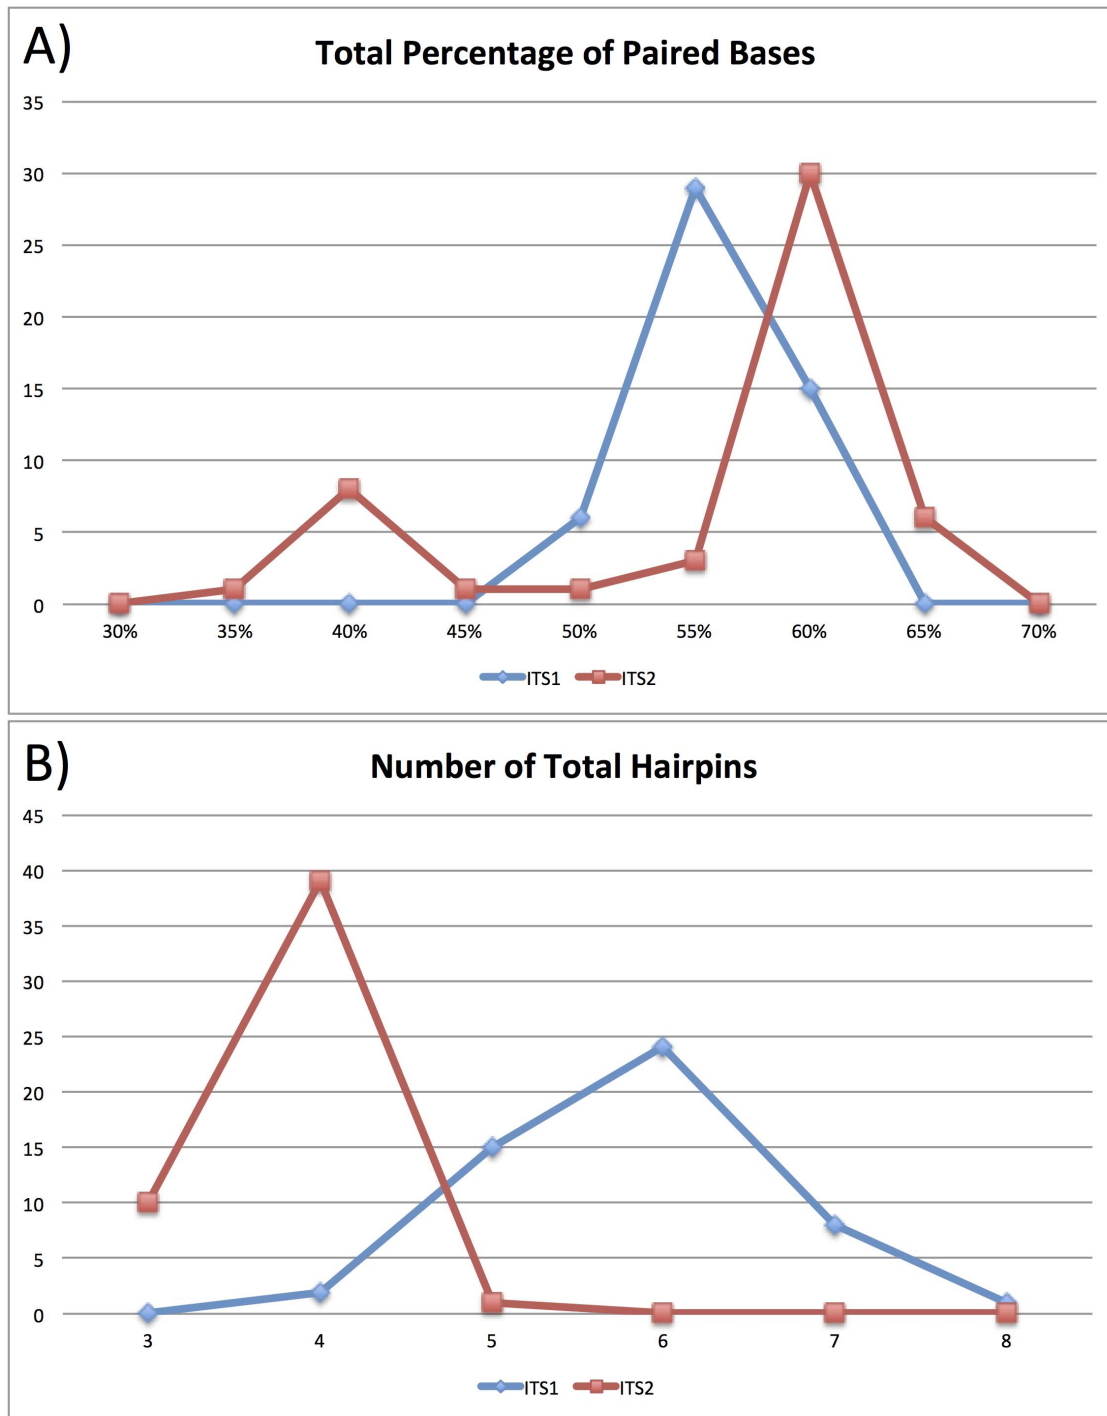 A)
Total Percentage of Paired Bases
35
30
25
20
15
10
5
0
30% 35% 40% 45% 50% 55% 60% 65% 70%
ITS1 ITS2
B)
Number of Total Hairpins
45
40
35
30
25
20
15
10
5
0
3 4 5 6 7 8
ITS1 ITS2